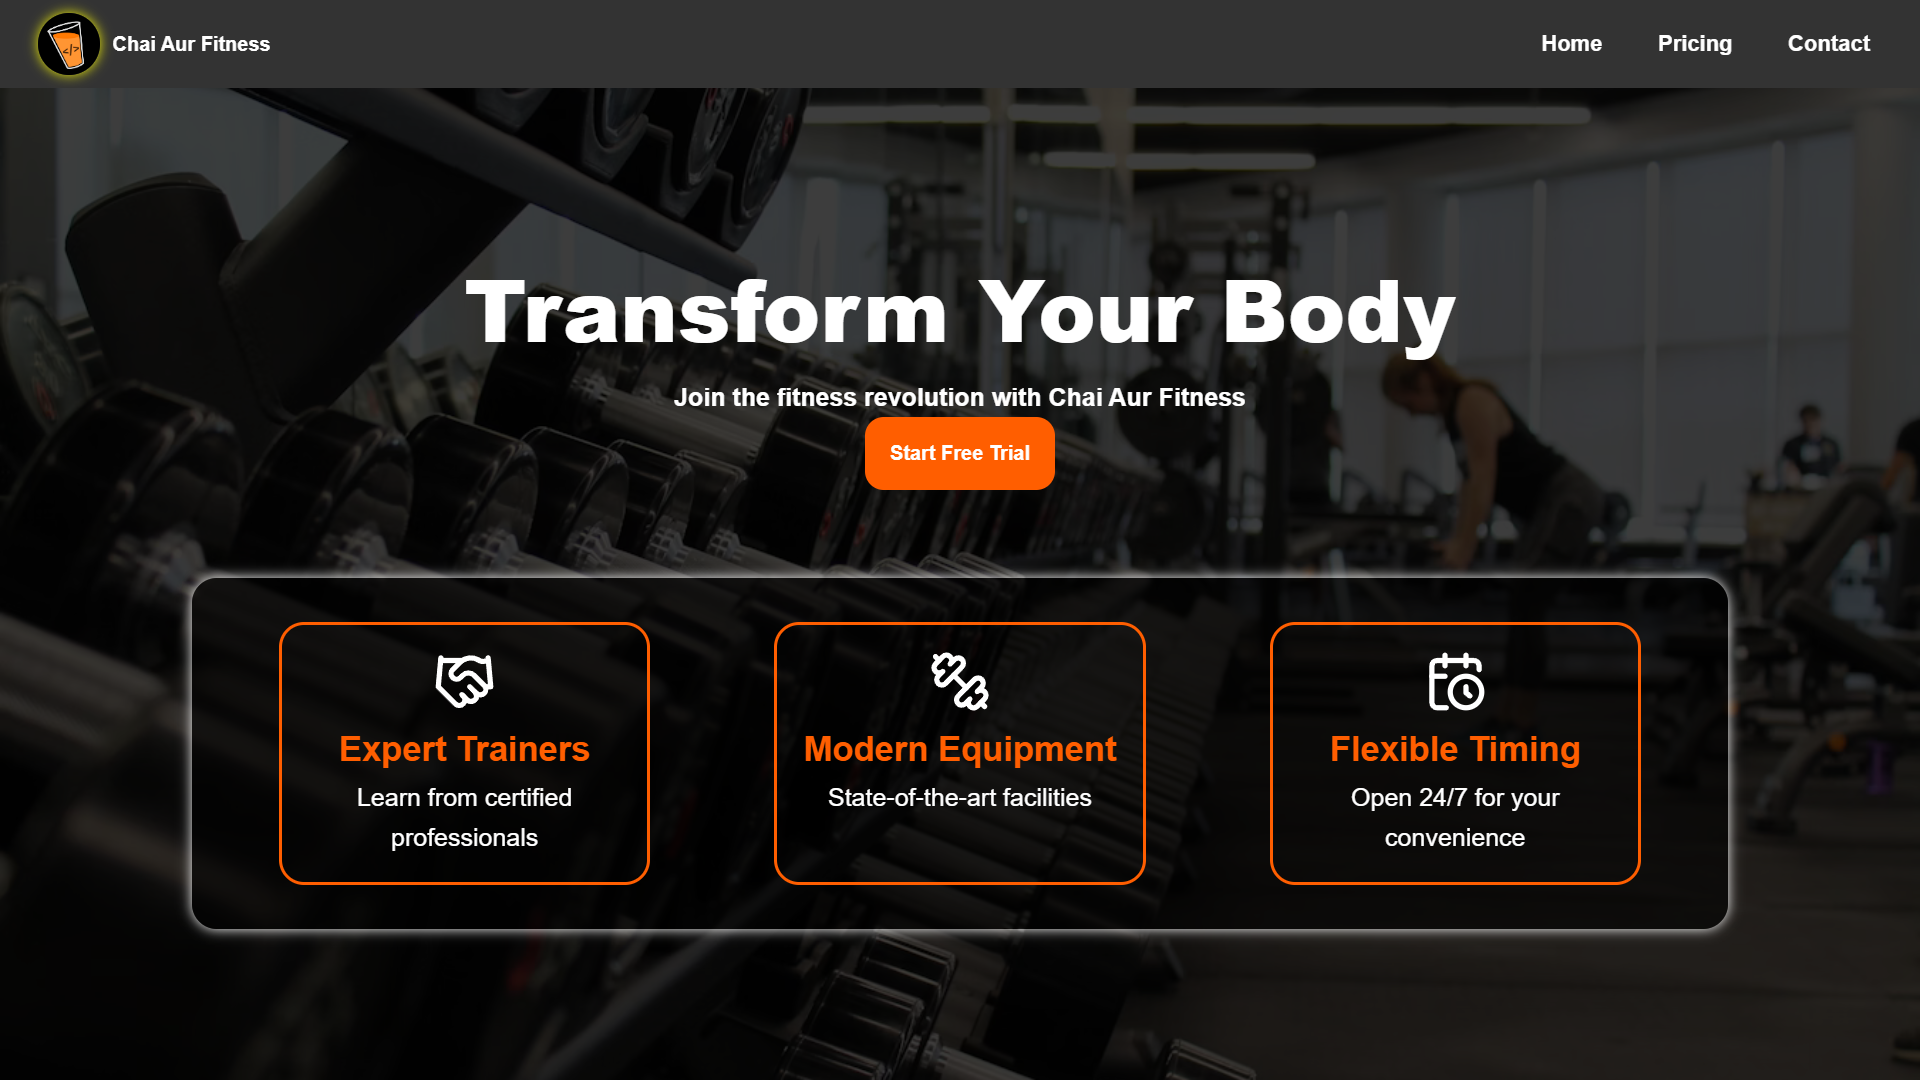 </>
Chai Aur Fitness
Home
Pricing
Contact
Transform Your Body
Join the fitness revolution with Chai Aur Fitness
Start Free Trial
Expert Trainers
Learn from certified
professionals
Modern Equipment
State-of-the-art facilities
Flexible Timing
Open 24/7 for your
convenience